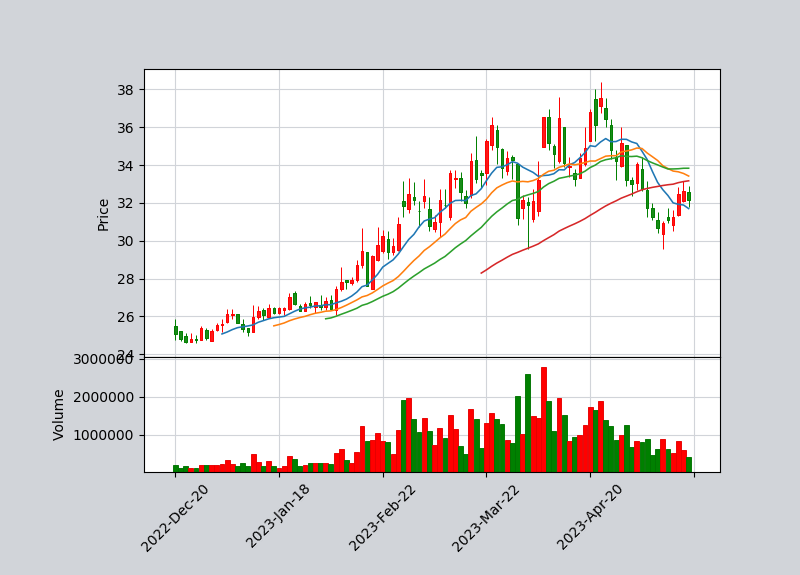 38
36
34
32
30
28
26
24
Price
3000000
2000000
1000000
Volume
2022-Dec-20
2023-Jan-18
2023-Feb-22
2023-Mar-22
2023-Apr-20